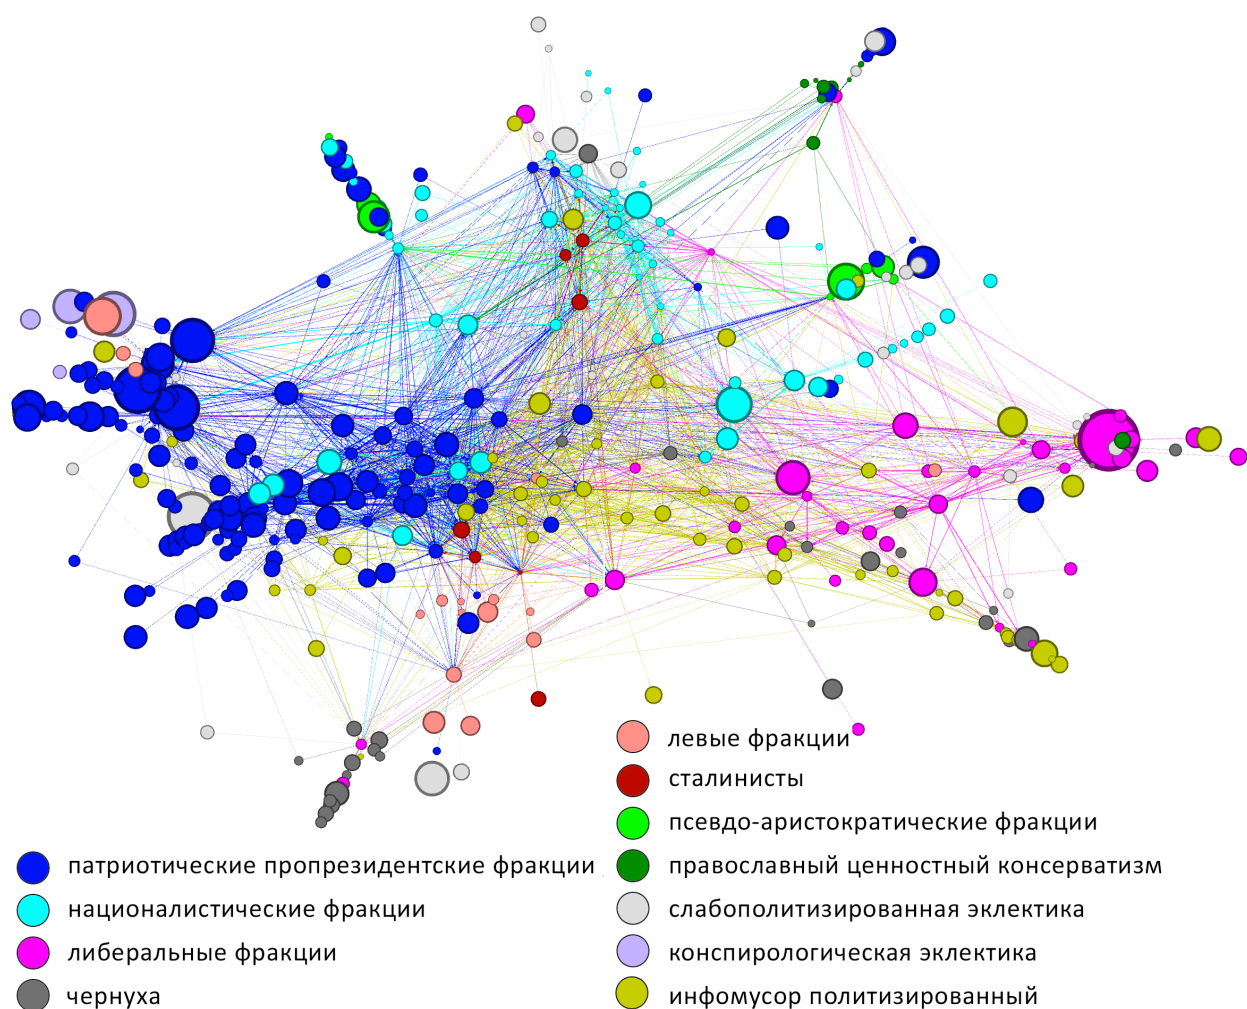 левые фракции
сталинисты
псевдо-аристократические фракции
патриотические пропрезидентские фракции
православный ценностный консерватизм
националистические фракции
слабополитизированная эклектика
либеральные фракции
конспирологическая эклектика
чернуха
инфомусор политизированный